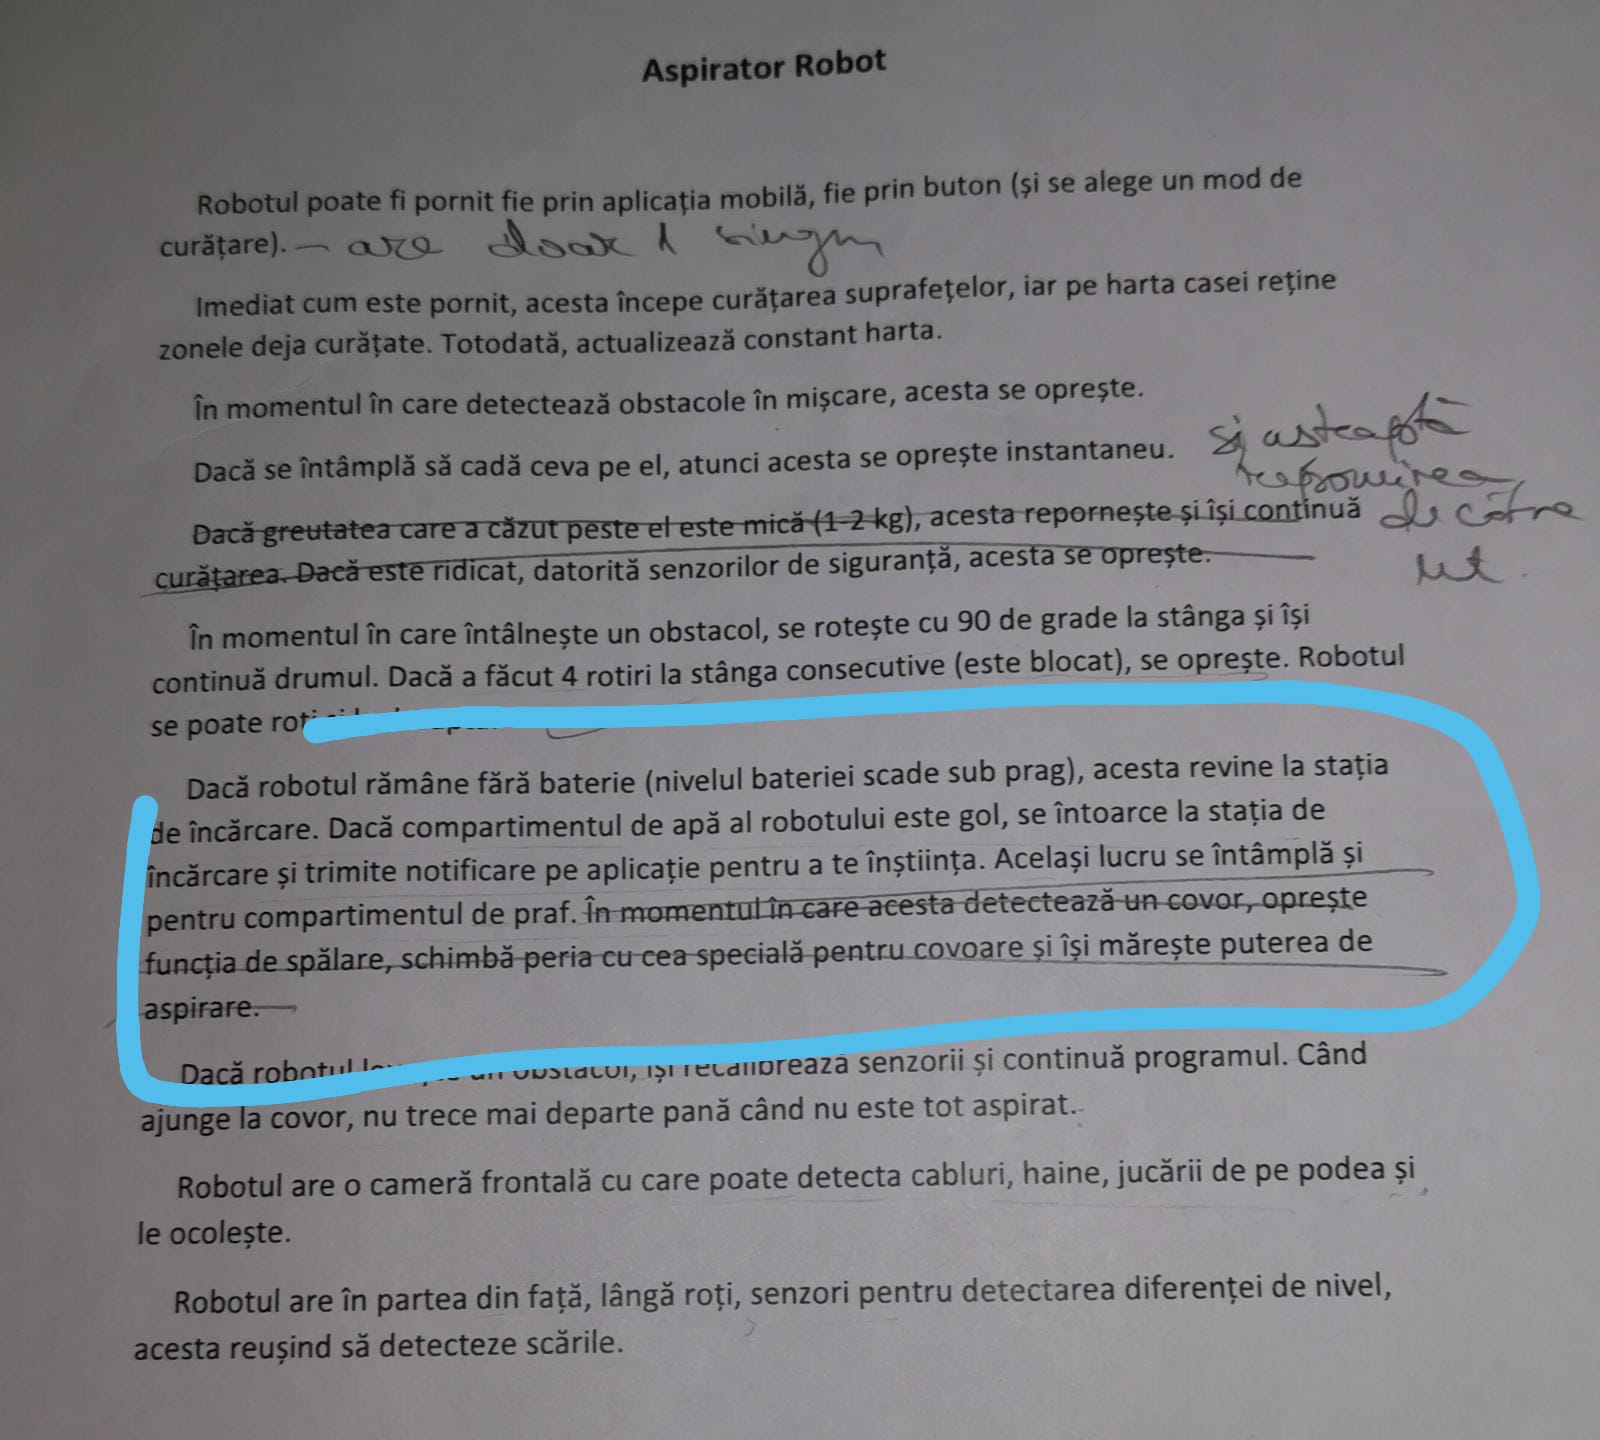 Aspirator Robot
Robotul poate fi pornit fie prin aplicația mobilă, fie prin buton (și se alege un mod de
curățare). – are doar 1 singur
Imediat cum este pornit, acesta începe curățarea suprafețelor, iar pe harta casei reține
zonele deja curățate. Totodată, actualizează constant harta.
În momentul în care detectează obstacole în mișcare, acesta se oprește.
Dacă se întâmplă să cadă ceva pe el, atunci acesta se oprește instantaneu. și așteaptă
repornirea
Dacă greutatea care a căzut peste el este mică (1-2 kg), acesta repornește și își continuă de către
curățarea. Dacă este ridicat, datorită senzorilor de siguranță, acesta se oprește.
În momentul în care întâlnește un obstacol, se rotește cu 90 de grade la stânga și își
continuă drumul. Dacă a făcut 4 rotiri la stânga consecutive (este blocat), se oprește. Robotul
se poate roti
Dacă robotul rămâne fără baterie (nivelul bateriei scade sub prag), acesta revine la stația
de încărcare. Dacă compartimentul de apă al robotului este gol, se întoarce la stația de
încărcare și trimite notificare pe aplicație pentru a te înștiința. Același lucru se întâmplă și
pentru compartimentul de praf. În momentul în care acesta detectează un covor, oprește
funcția de spălare, schimbă peria cu cea specială pentru covoare și își mărește puterea de
aspirare.
Dacă robotul un obstacol, își recalibrează senzorii și continuă programul. Când
ajunge la covor, nu trece mai departe pană când nu este tot aspirat.
Robotul are o cameră frontală cu care poate detecta cabluri, haine, jucării de pe podea și
le ocolește.
Robotul are în partea din față, lângă roți, senzori pentru detectarea diferenței de nivel,
acesta reușind să detecteze scările.